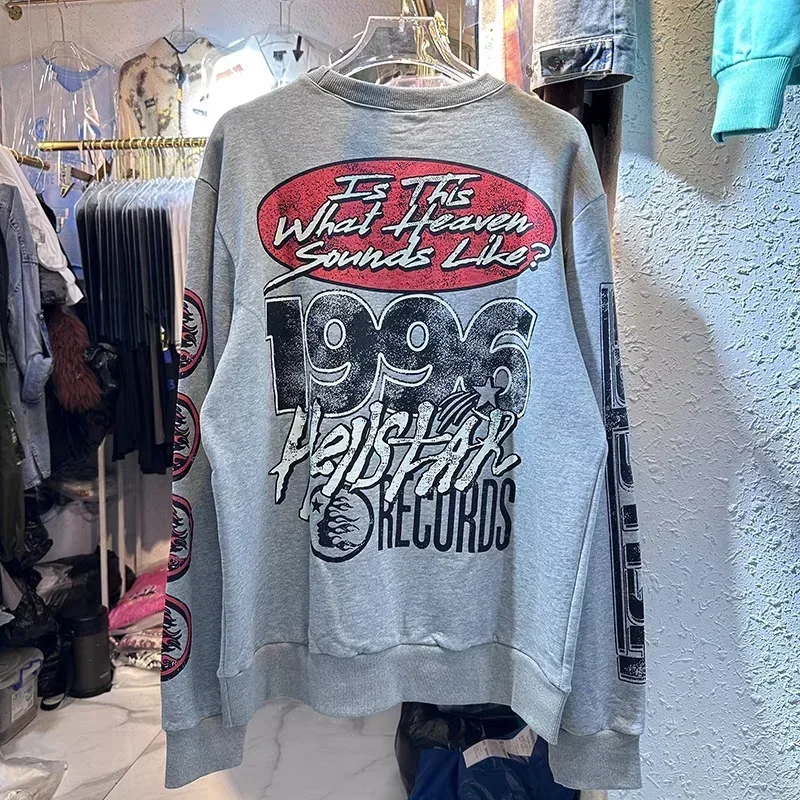 Is This
What Heaven
Sounds Like?
1996
Hellstar
RECORDS